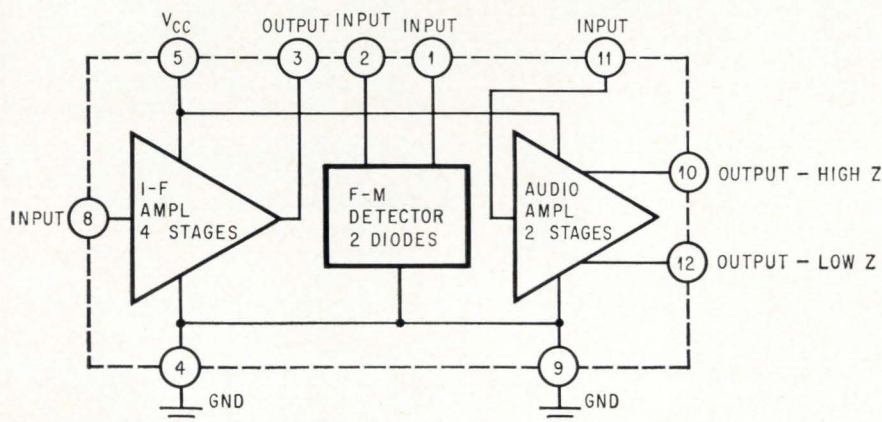 V_CC OUTPUT INPUT INPUT INPUT
5 3 2 1 11
I-F
AMPL
4 STAGES
F-M
DETECTOR
2 DIODES
AUDIO
AMPL
2 STAGES
10 OUTPUT – HIGH Z
INPUT 8
12 OUTPUT – LOW Z
4 9
GND GND